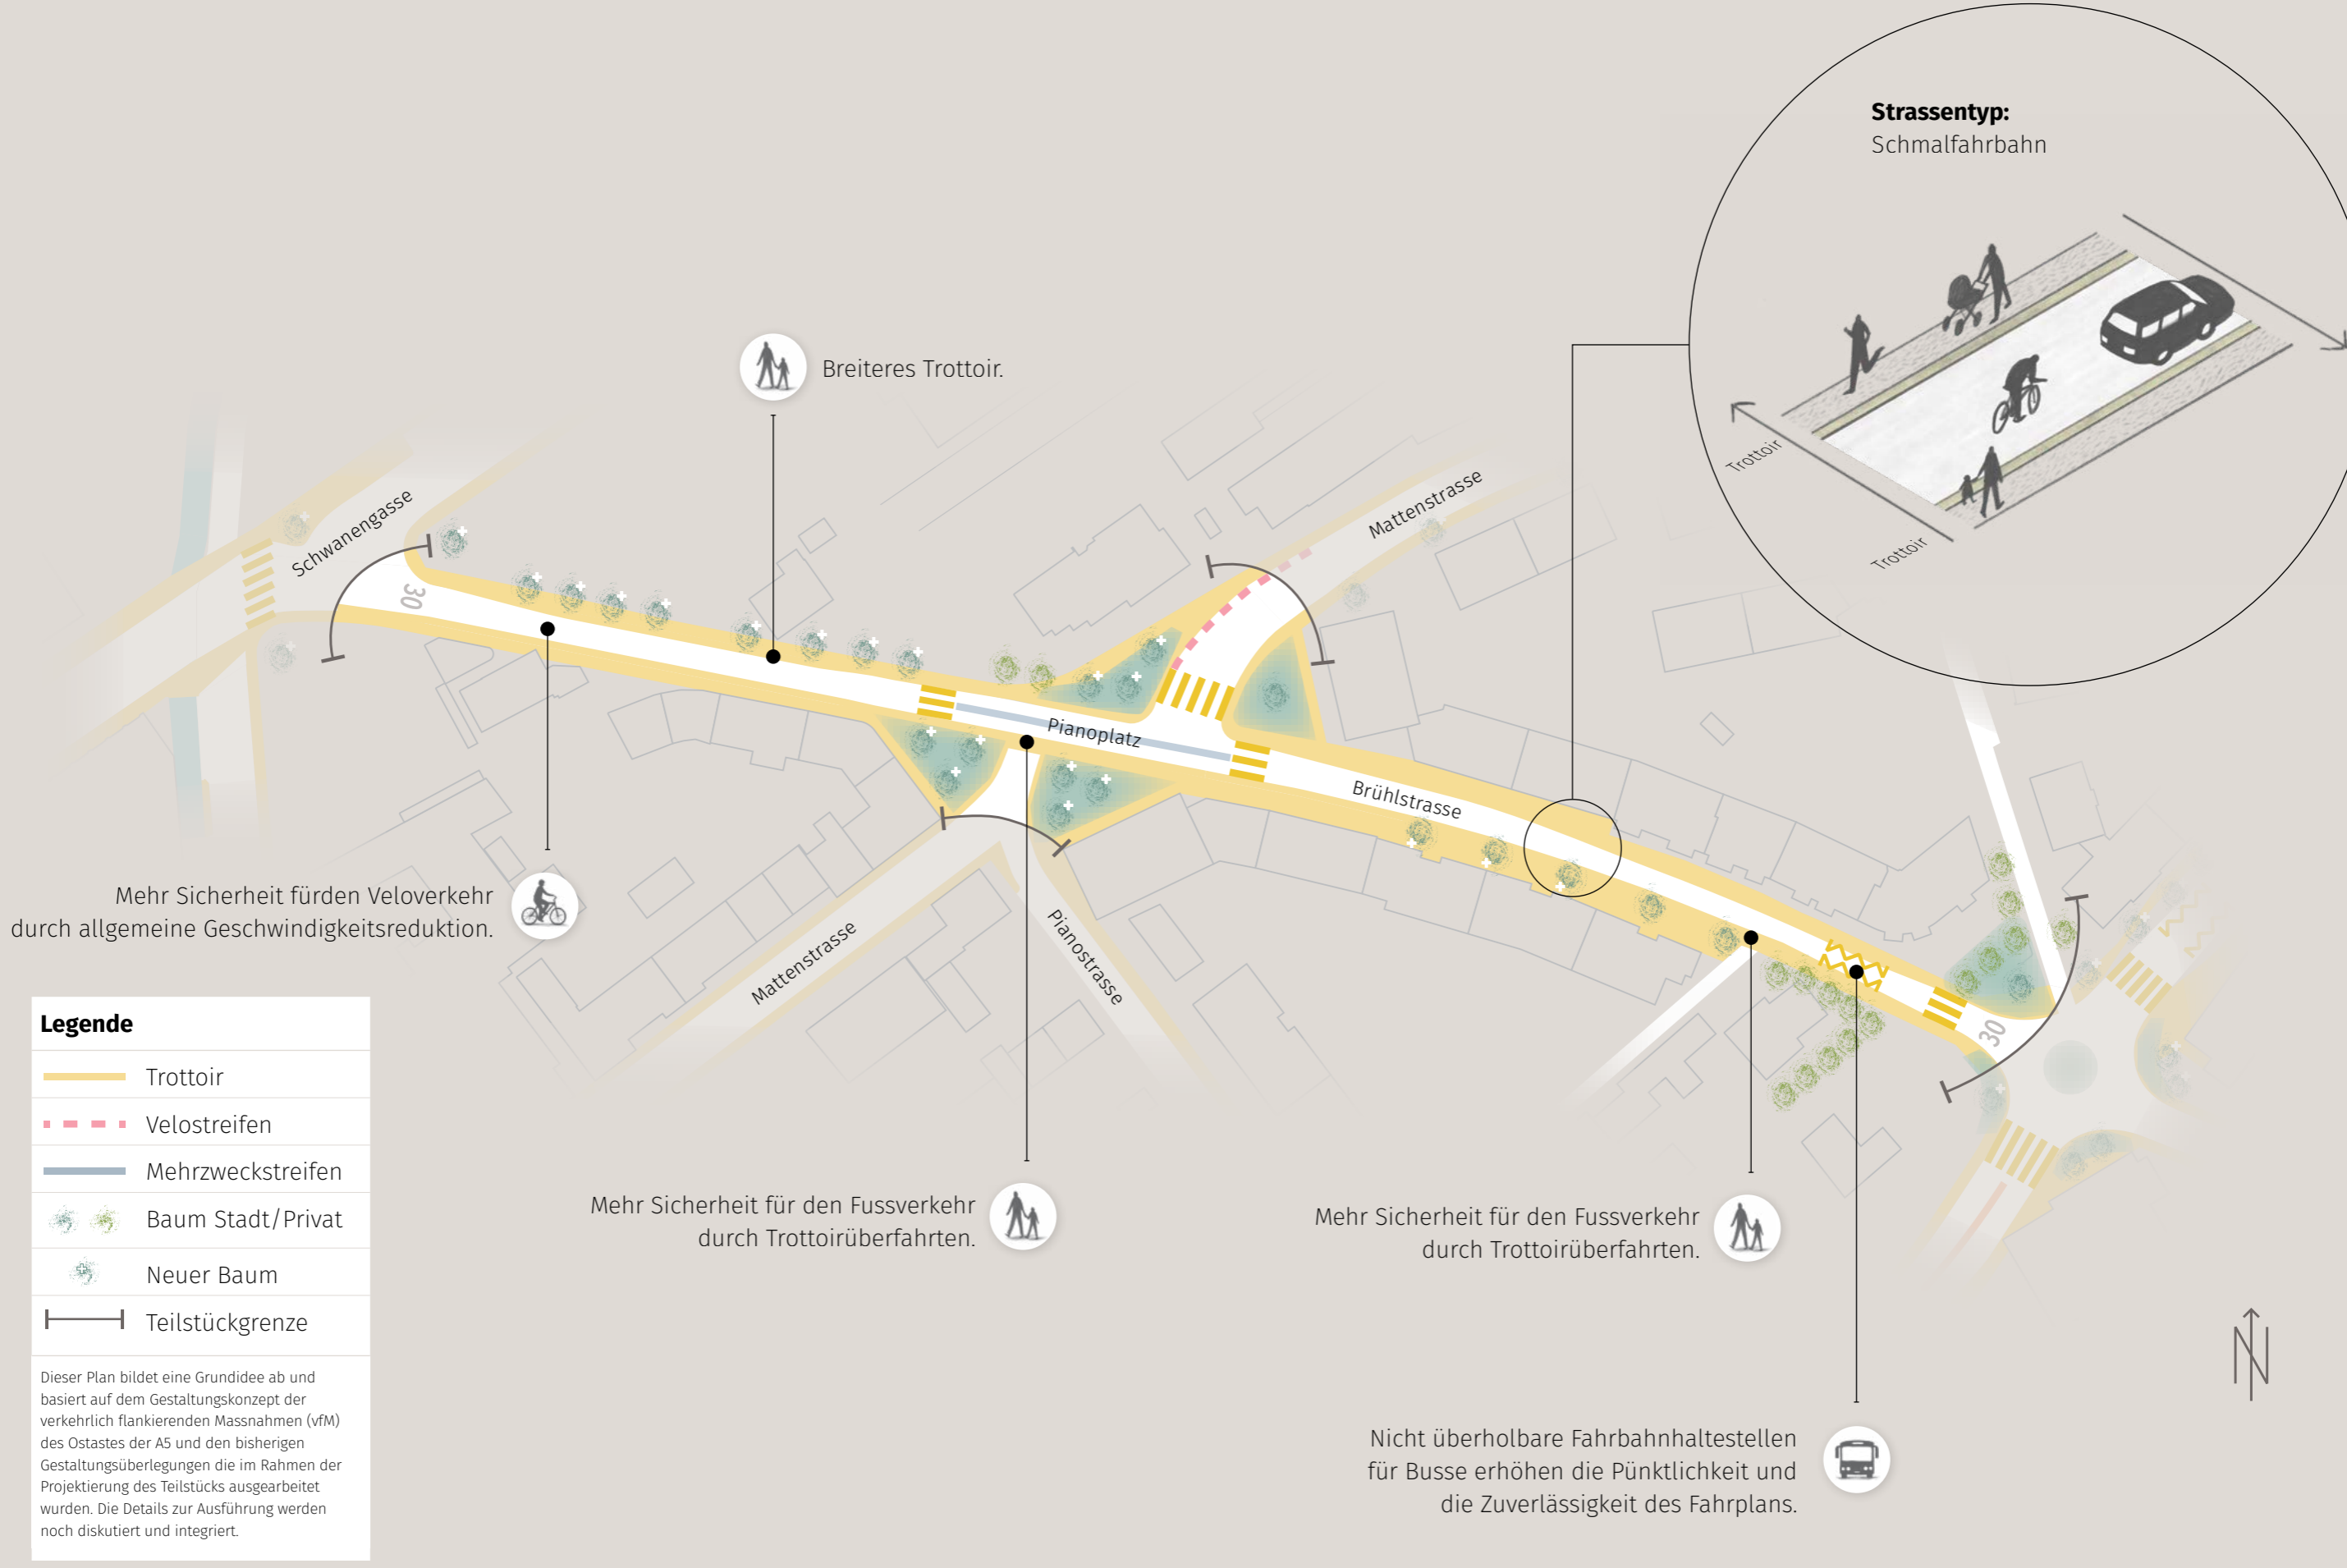 Strassentyp:
Schmalfahrbahn
Trottoir
Trottoir
Breiteres Trottoir.
Schwanengasse
30
Mattenstrasse
Pianoplatz
Brühlstrasse
Mehr Sicherheit fürden Veloverkehr
durch allgemeine Geschwindigkeitsreduktion.
Mattenstrasse
Pianostrasse
30
Legende
Trottoir
Velostreifen
Mehrzweckstreifen
Baum Stadt/Privat
Neuer Baum
Teilstückgrenze
Dieser Plan bildet eine Grundidee ab und
basiert auf dem Gestaltungskonzept der
verkehrlich flankierenden Massnahmen (vfM)
des Ostastes der A5 und den bisherigen
Gestaltungsüberlegungen die im Rahmen der
Projektierung des Teilstücks ausgearbeitet
wurden. Die Details zur Ausführung werden
noch diskutiert und integriert.
Mehr Sicherheit für den Fussverkehr
durch Trottoirüberfahrten.
Mehr Sicherheit für den Fussverkehr
durch Trottoirüberfahrten.
Nicht überholbare Fahrbahnhaltestellen
für Busse erhöhen die Pünktlichkeit und
die Zuverlässigkeit des Fahrplans.
N